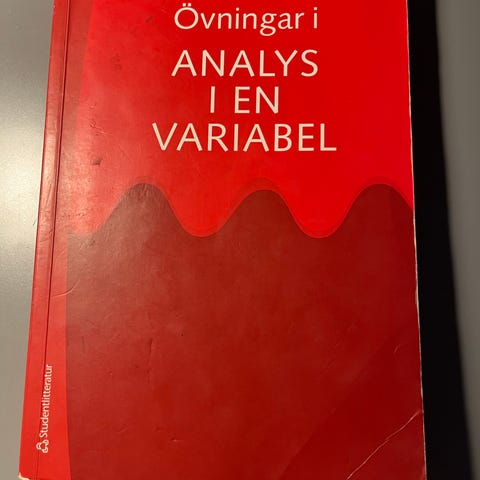 Övningar i
ANALYS
I EN
VARIABEL
Studentlitteratur